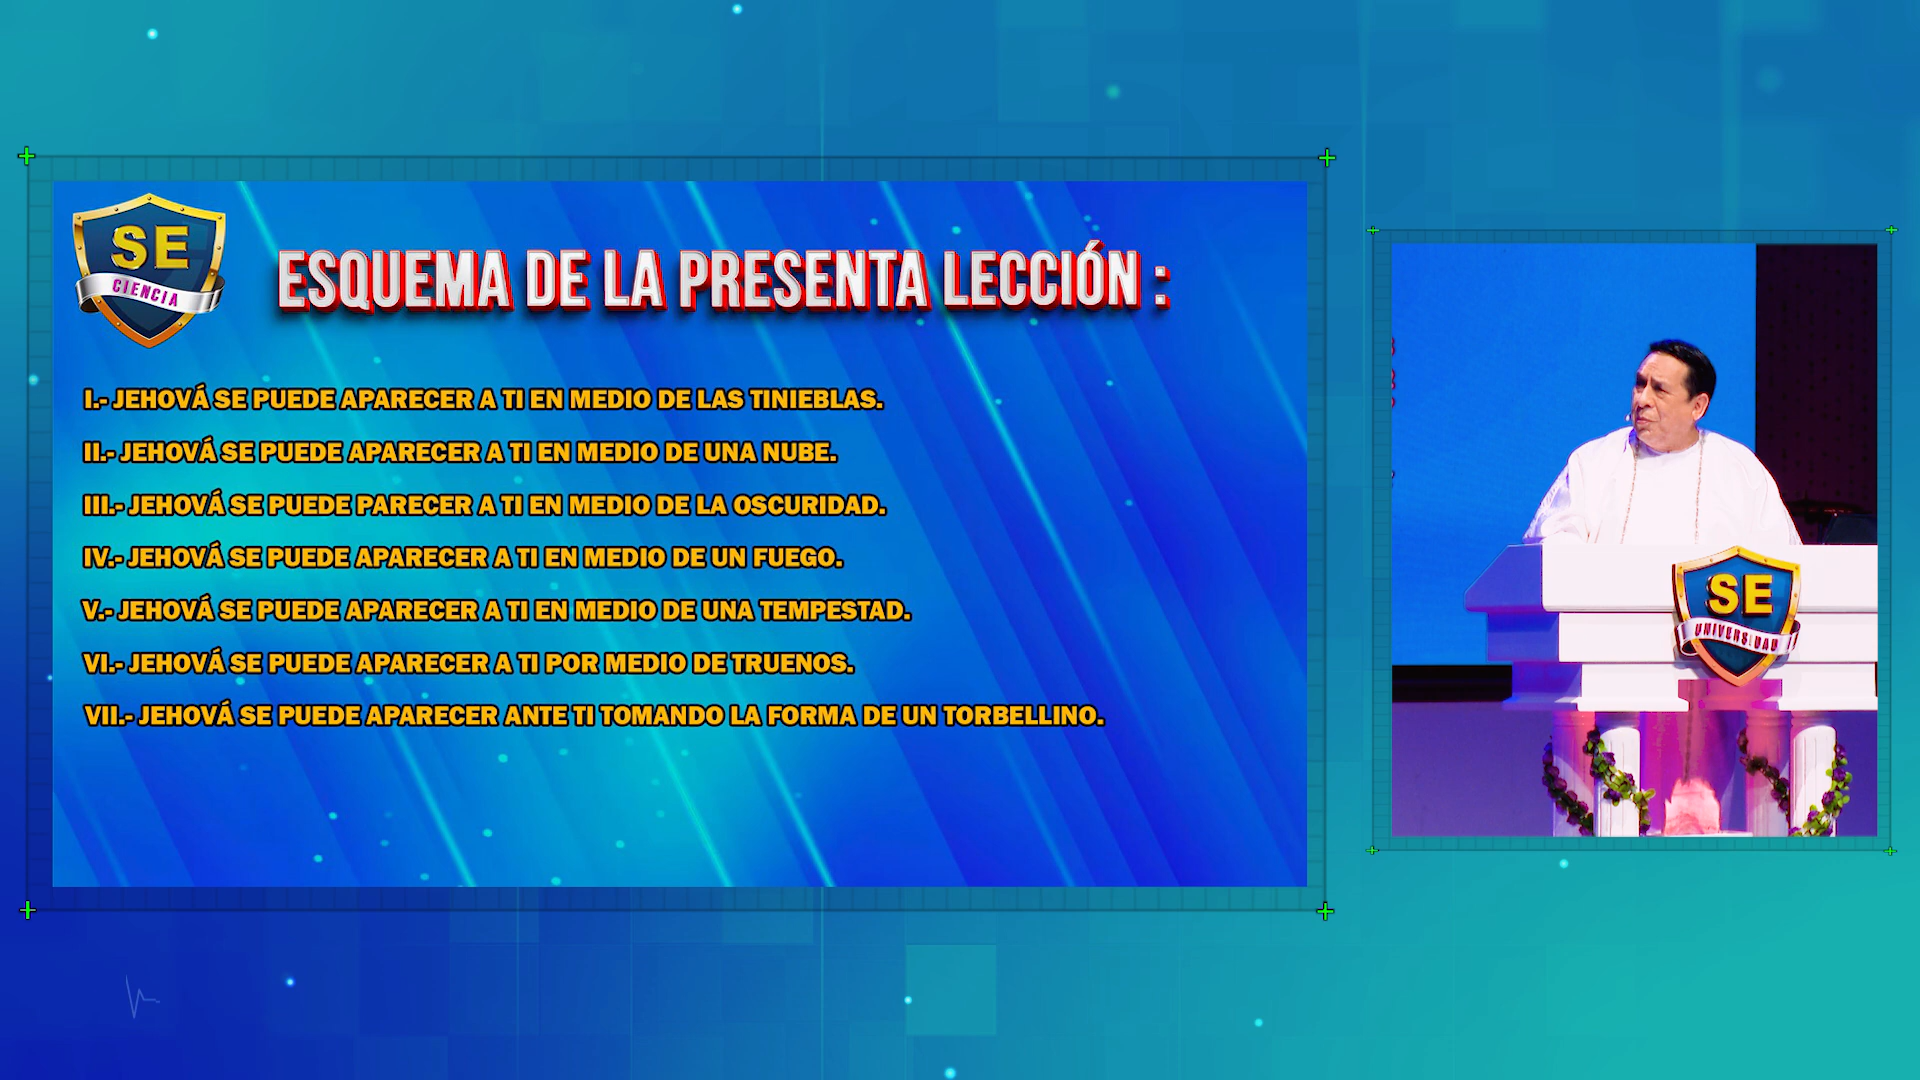 SE
CIENCIA
ESQUEMA DE LA PRESENTA LECCIÓN :
I.- JEHOVÁ SE PUEDE APARECER A TI EN MEDIO DE LAS TINIEBLAS.
II.- JEHOVÁ SE PUEDE APARECER A TI EN MEDIO DE UNA NUBE.
III.- JEHOVÁ SE PUEDE PARECER A TI EN MEDIO DE LA OSCURIDAD.
IV.- JEHOVÁ SE PUEDE APARECER A TI EN MEDIO DE UN FUEGO.
V.- JEHOVÁ SE PUEDE APARECER A TI EN MEDIO DE UNA TEMPESTAD.
VI.- JEHOVÁ SE PUEDE APARECER A TI POR MEDIO DE TRUENOS.
VII.- JEHOVÁ SE PUEDE APARECER ANTE TI TOMANDO LA FORMA DE UN TORBELLINO.
SE
UNIVERSIDAD